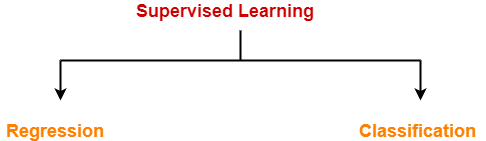 Supervised Learning
Regression
Classification